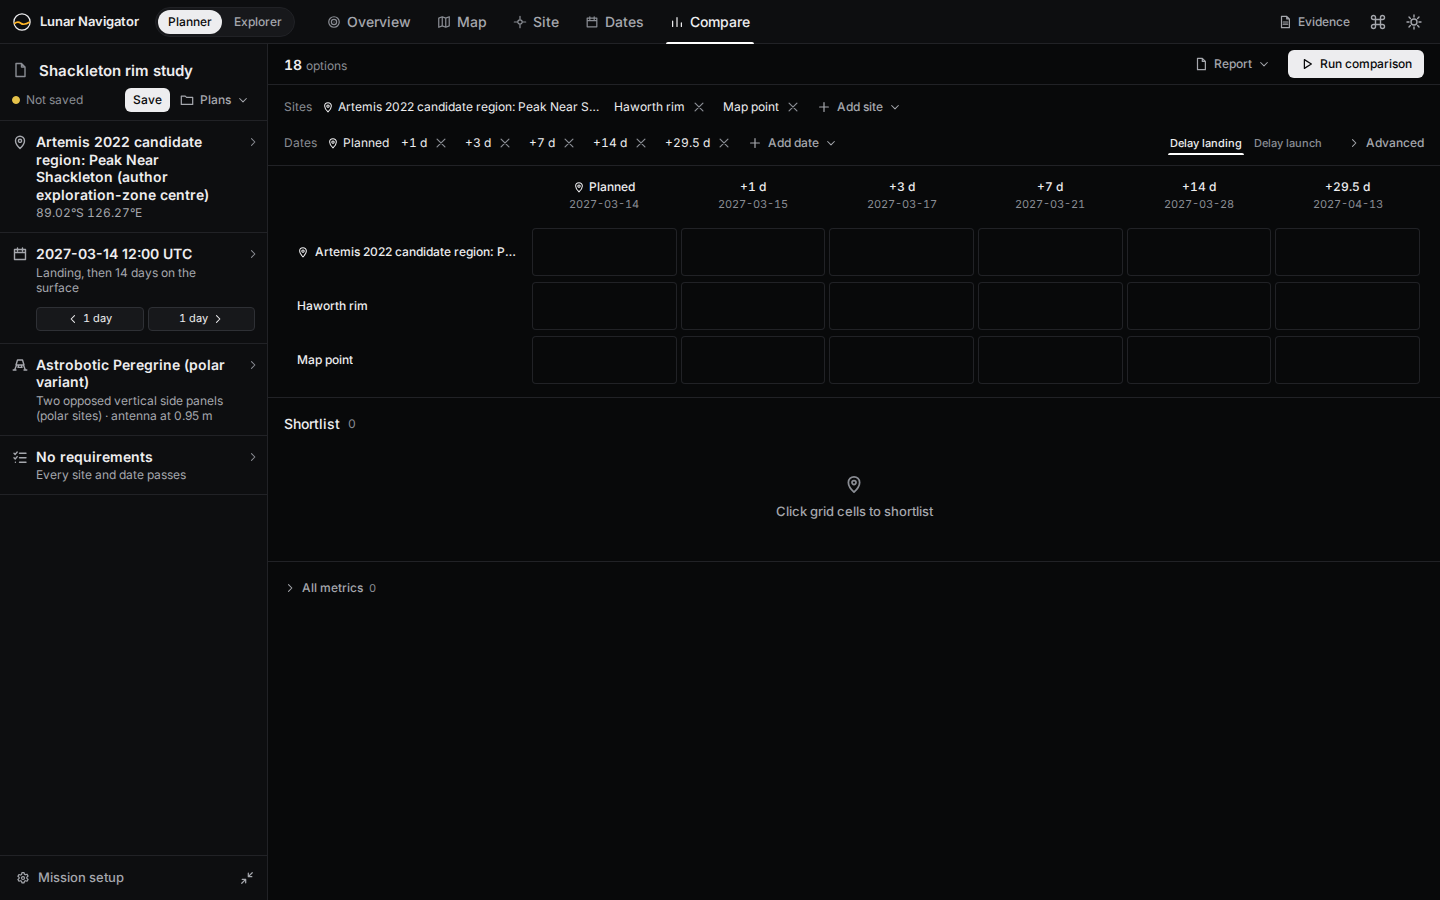 Lunar Navigator
Planner
Explorer
Overview
Map
Site
Dates
Compare
Evidence
Shackleton rim study
Not saved
Save
Plans
Artemis 2022 candidate
region: Peak Near
Shackleton (author
exploration-zone centre)
89.02°S 126.27°E
2027-03-14 12:00 UTC
Landing, then 14 days on the
surface
1 day
1 day
Astrobotic Peregrine (polar
variant)
Two opposed vertical side panels
(polar sites) · antenna at 0.95 m
No requirements
Every site and date passes
Mission setup
18 options
Report
Run comparison
Sites
Artemis 2022 candidate region: Peak Near S...
Haworth rim
Map point
Add site
Dates
Planned
+1 d
+3 d
+7 d
+14 d
+29.5 d
Add date
Delay landing
Delay launch
Advanced
Planned
+1 d
+3 d
+7 d
+14 d
+29.5 d
2027-03-14
2027-03-15
2027-03-17
2027-03-21
2027-03-28
2027-04-13
Artemis 2022 candidate region: P...
Haworth rim
Map point
Shortlist 0
Click grid cells to shortlist
All metrics 0